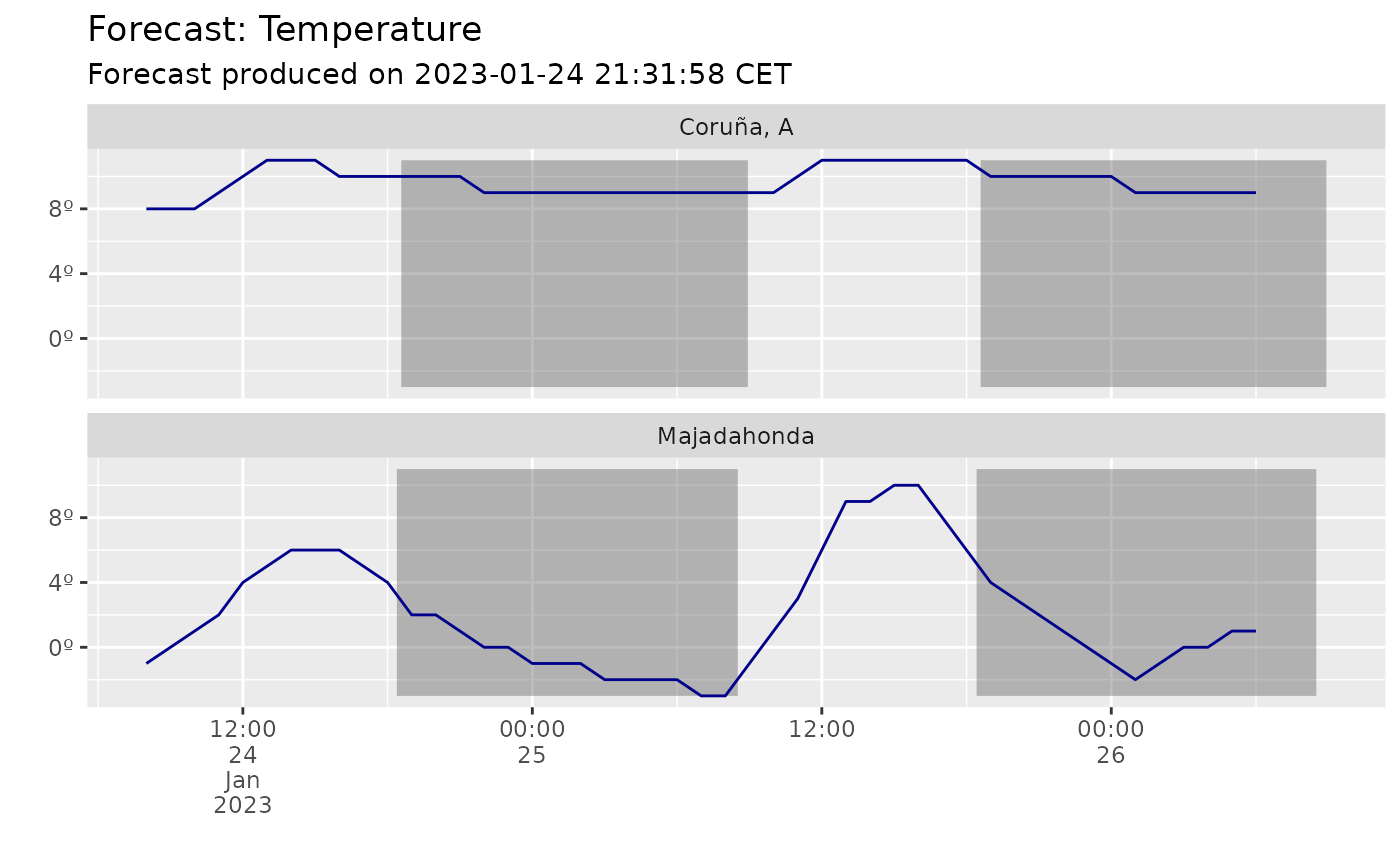 Forecast: Temperature
Forecast produced on 2023-01-24 21:31:58 CET
Coruña, A
8º
4º
0º
Majadahonda
8º
4º
0º
12:00 00:00 12:00 00:00
24 25 26
Jan
2023